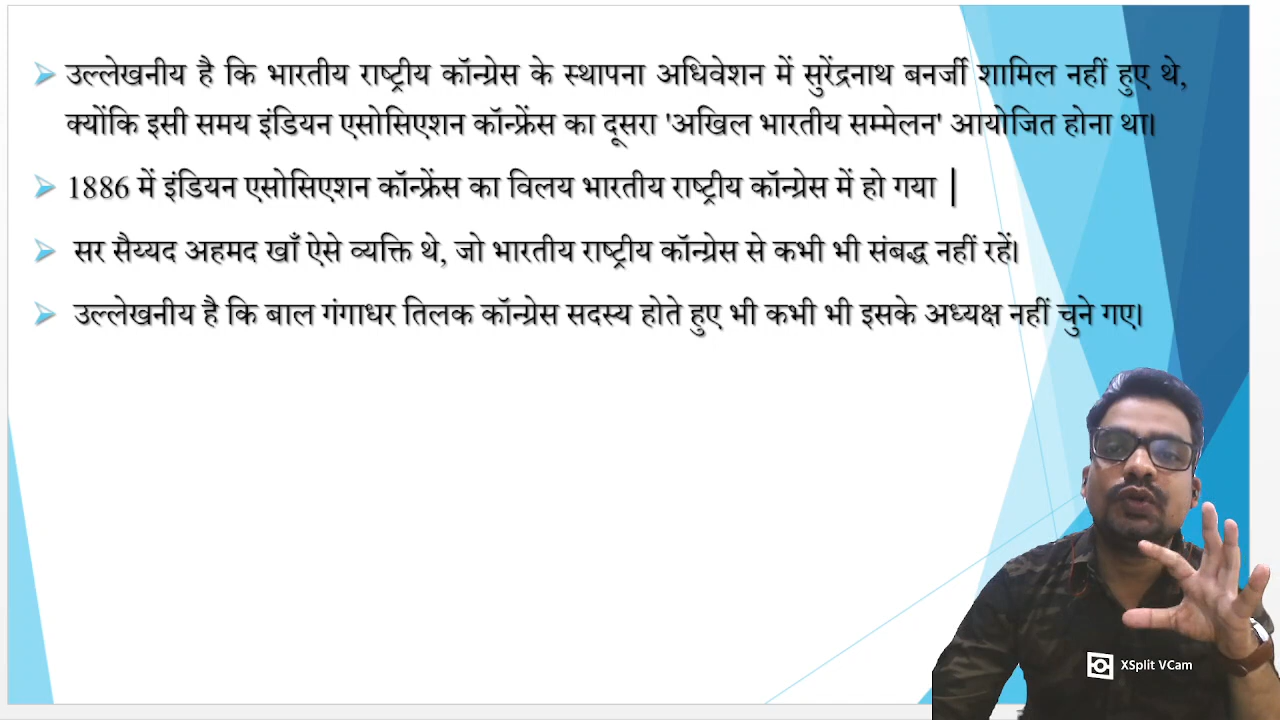 उल्लेखनीय है कि भारतीय राष्ट्रीय कॉन्ग्रेस के स्थापना अधिवेशन में सुरेंद्रनाथ बनर्जी शामिल नहीं हुए थे,
क्योंकि इसी समय इंडियन एसोसिएशन कॉन्फ्रेंस का दूसरा 'अखिल भारतीय सम्मेलन' आयोजित होना था।
1886 में इंडियन एसोसिएशन कॉन्फ्रेंस का विलय भारतीय राष्ट्रीय कॉन्ग्रेस में हो गया |
सर सैय्यद अहमद खाँ ऐसे व्यक्ति थे, जो भारतीय राष्ट्रीय कॉन्ग्रेस से कभी भी संबद्ध नहीं रहें।
उल्लेखनीय है कि बाल गंगाधर तिलक कॉन्ग्रेस सदस्य होते हुए भी कभी भी इसके अध्यक्ष नहीं चुने गए।
XSplit VCam